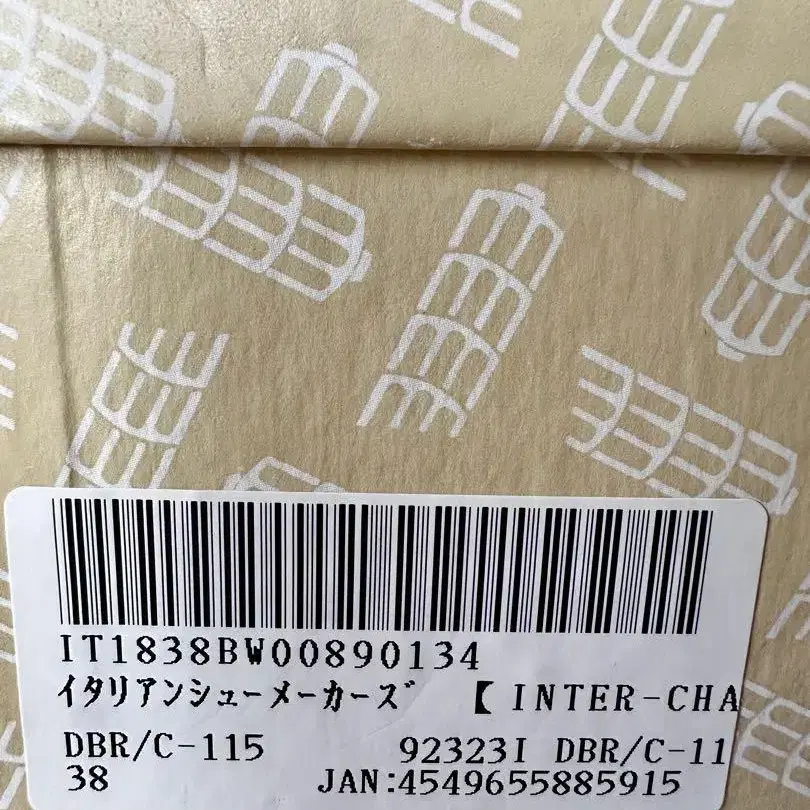 IT1838BW00890134
ｲﾀﾘｱﾝｼｭｰﾒｰｶｰｽﾞ 【 INTER-CHA
DBR/C-115 92323I DBR/C-11
38 JAN:4549655885915